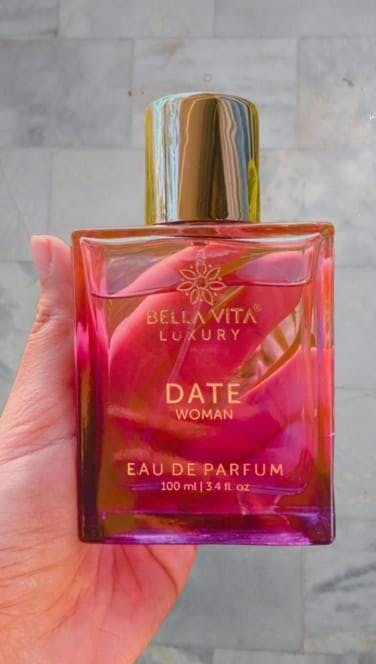 BELLA VITA®
LUXURY
DATE
WOMAN
EAU DE PARFUM
100 ml | 3.4 fl. oz